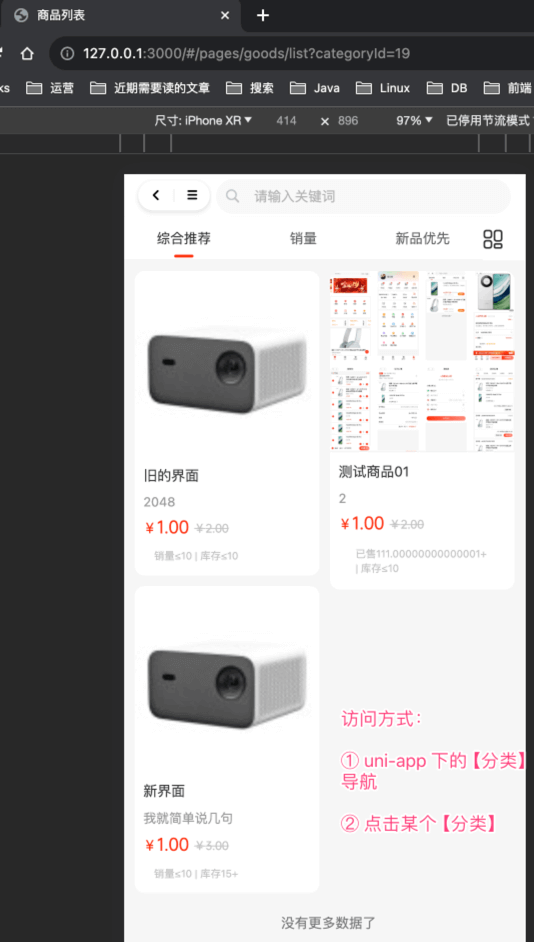 商品列表
127.0.0.1:3000/#/pages/goods/list?categoryId=19
ks 运营 近期需要读的文章 搜索 Java Linux DB 前端
尺寸: iPhone XR 414 × 896 97% 已停用节流模式
请输入关键词
综合推荐 销量 新品优先
旧的界面
2048
￥1.00 ￥2.00
销量≤10 | 库存≤10
测试商品01
2
￥1.00 ￥2.00
已售111.00000000000001+
| 库存≤10
新界面
我就简单说几句
￥1.00 ￥3.00
销量≤10 | 库存15+
访问方式：
① uni-app 下的【分类】
导航
② 点击某个【分类】
没有更多数据了